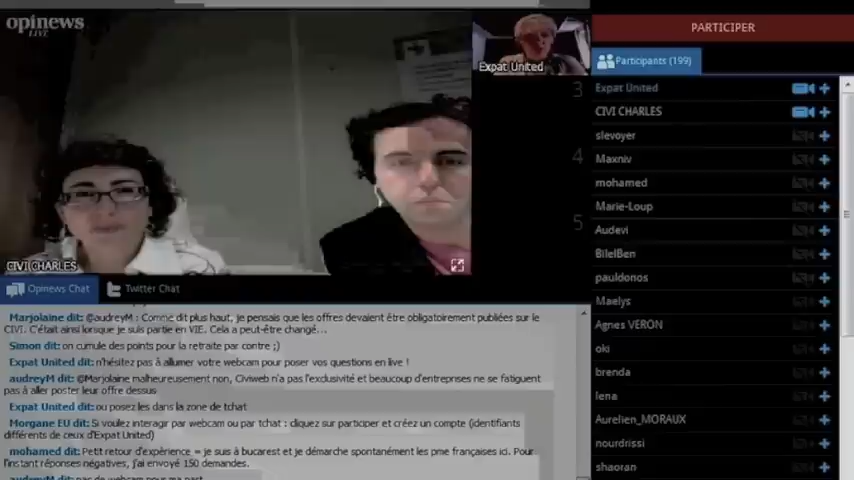 opinews
LIVE
Expat United
3
4
5
CIVI CHARLES
PARTICIPER
Participants (199)
Expat United
CIVI CHARLES
slevoyer
Maxniv
mohamed
Marie-Loup
Audevi
BilelBen
pauldonos
Maelys
Agnes VERON
oki
brenda
lena
Aurelien_MORAUX
nourdrissi
shaoran
Opinews Chat
Twitter Chat
Marjolaine dit: @audreyM : Comme dit plus haut, je pensais que les offres devaient être obligatoirement publiées sur le
CIVI. C'était ainsi lorsque je suis partie en VIE. Cela a peut-être changé...
Simon dit: on cumule des points pour la retraite par contre ;)
Expat United dit: n'hésitez pas à allumer votre webcam pour poser vos questions en live !
audreyM dit: @Marjolaine malheureusement non, Civiweb n'a pas l'exclusivité et beaucoup d'entreprises ne se fatiguent
pas à aller poster leur offre dessus
Expat United dit: ou posez les dans la zone de tchat
Morgane EU dit: Si voulez interagir par webcam ou par tchat : cliquez sur participer et créez un compte (identifiants
différents de ceux d'Expat United)
mohamed dit: Petit retour d'expérience = je suis à bucarest et je démarche spontanément les pme françaises ici. Pour
l'instant réponses négatives, j'ai envoyé 150 demandes.
audreyM dit: pas de webcam pour ma part